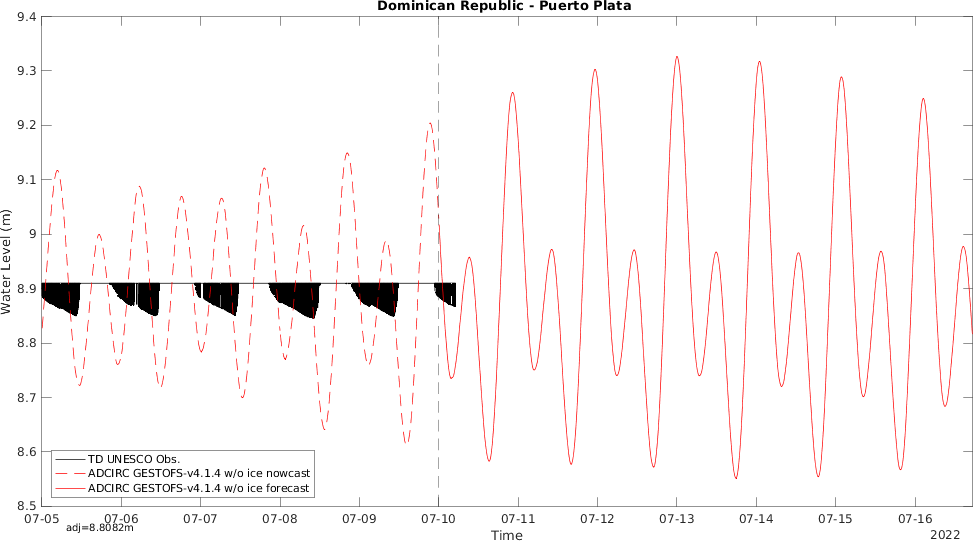 Dominican Republic - Puerto Plata
9.4
9.3
9.2
9.1
9
8.9
8.8
8.7
8.6
8.5
Water Level (m)
TD UNESCO Obs.
ADCIRC GESTOFS-v4.1.4 w/o ice nowcast
ADCIRC GESTOFS-v4.1.4 w/o ice forecast
07-05 07-06 07-07 07-08 07-09 07-10 07-11 07-12 07-13 07-14 07-15 07-16
adj=8.8082m
Time
2022